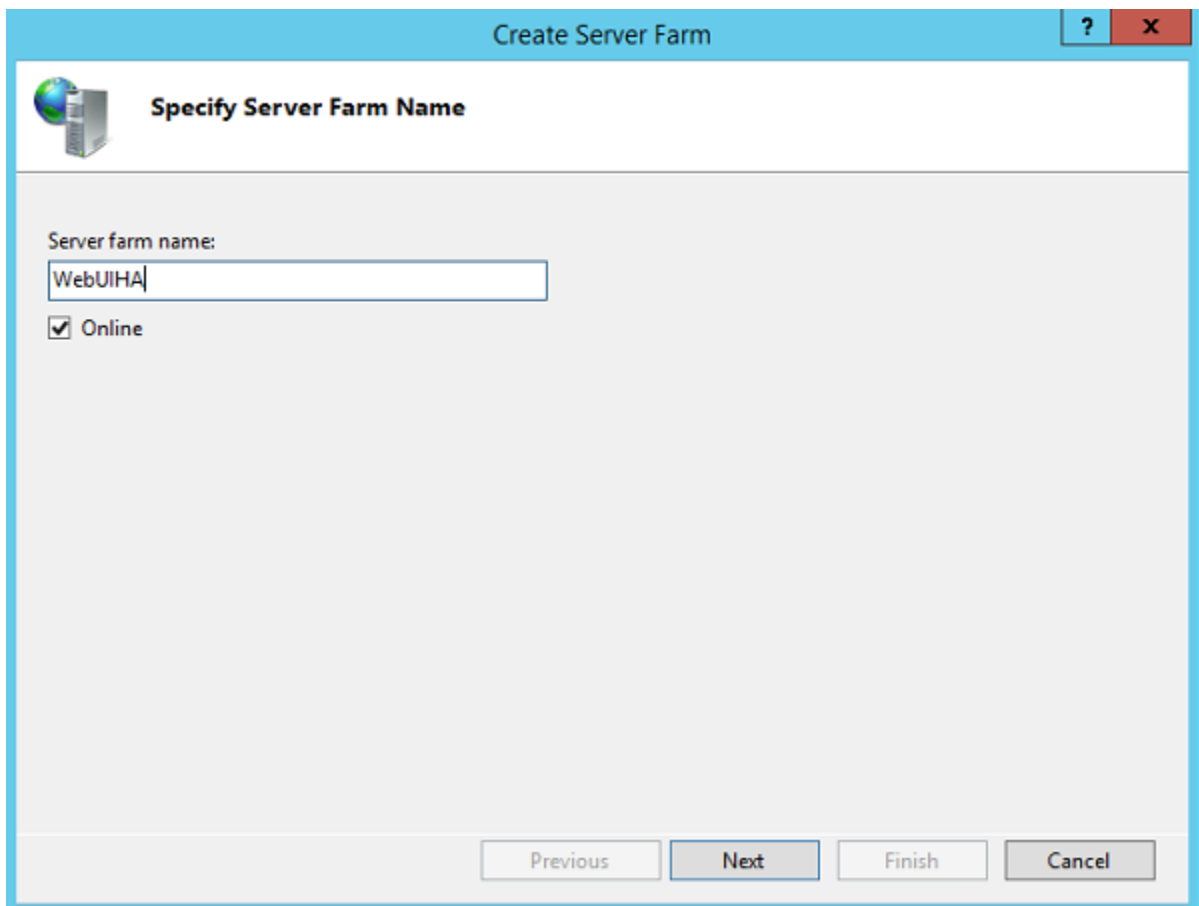 Create Server Farm
?
x
Specify Server Farm Name
Server farm name:
WebUIHA
Online
Previous
Next
Finish
Cancel